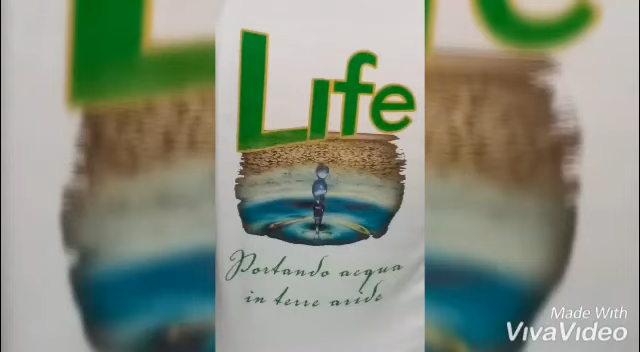 Life
Portando acqua
in terre aride
Made With
VivaVideo